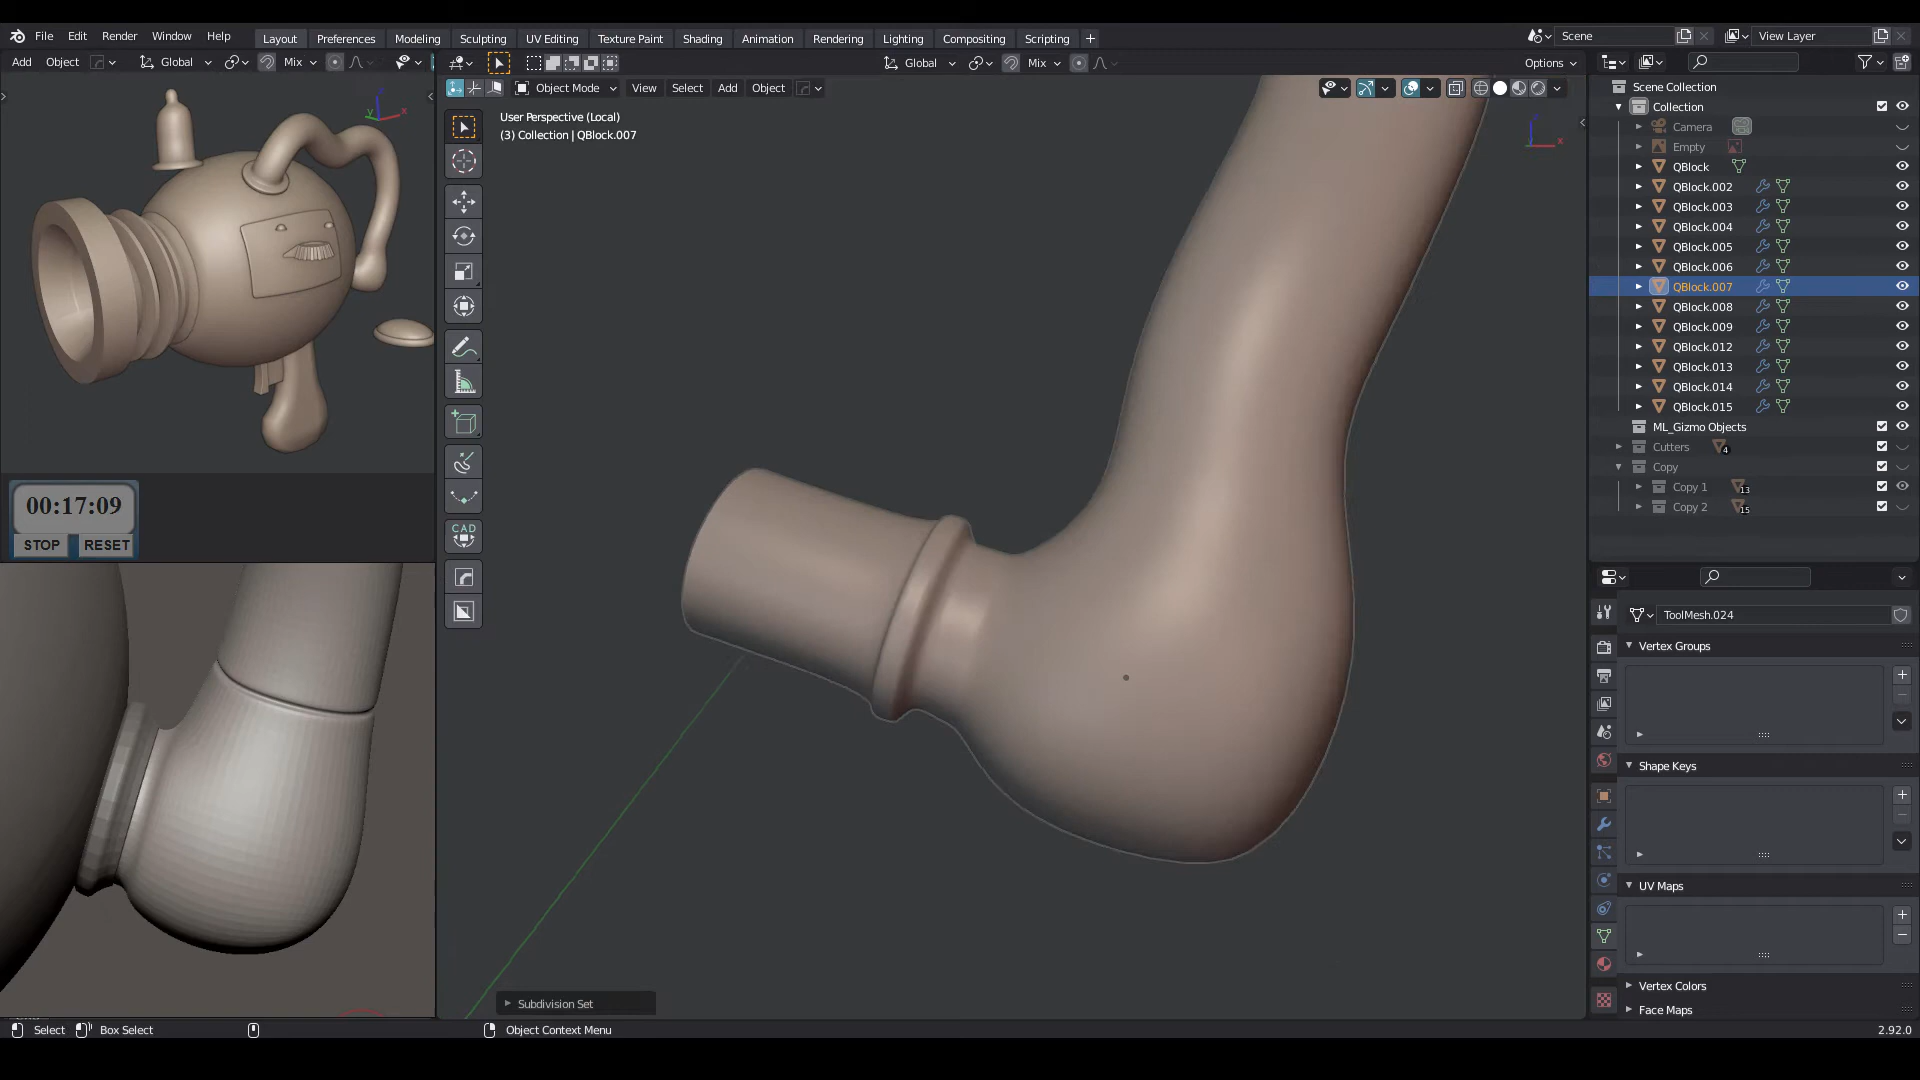 File Edit Render Window Help Layout Preferences Modeling Sculpting UV Editing Texture Paint Shading Animation Rendering Lighting Compositing Scripting + Scene View Layer
Add Object Global Mix Global Mix Options
Object Mode View Select Add Object
User Perspective (Local)
(3) Collection | QBlock.007
Scene Collection
Collection
Camera
Empty
QBlock
QBlock.002
QBlock.003
QBlock.004
QBlock.005
QBlock.006
QBlock.007
QBlock.008
QBlock.009
QBlock.012
QBlock.013
QBlock.014
QBlock.015
ML_Gizmo Objects
Cutters 4
Copy
Copy 1 13
Copy 2 15
00:17:09
STOP RESET
CAD
ToolMesh.024
Vertex Groups
Shape Keys
UV Maps
Vertex Colors
Face Maps
Subdivision Set
Select Box Select Object Context Menu 2.92.0